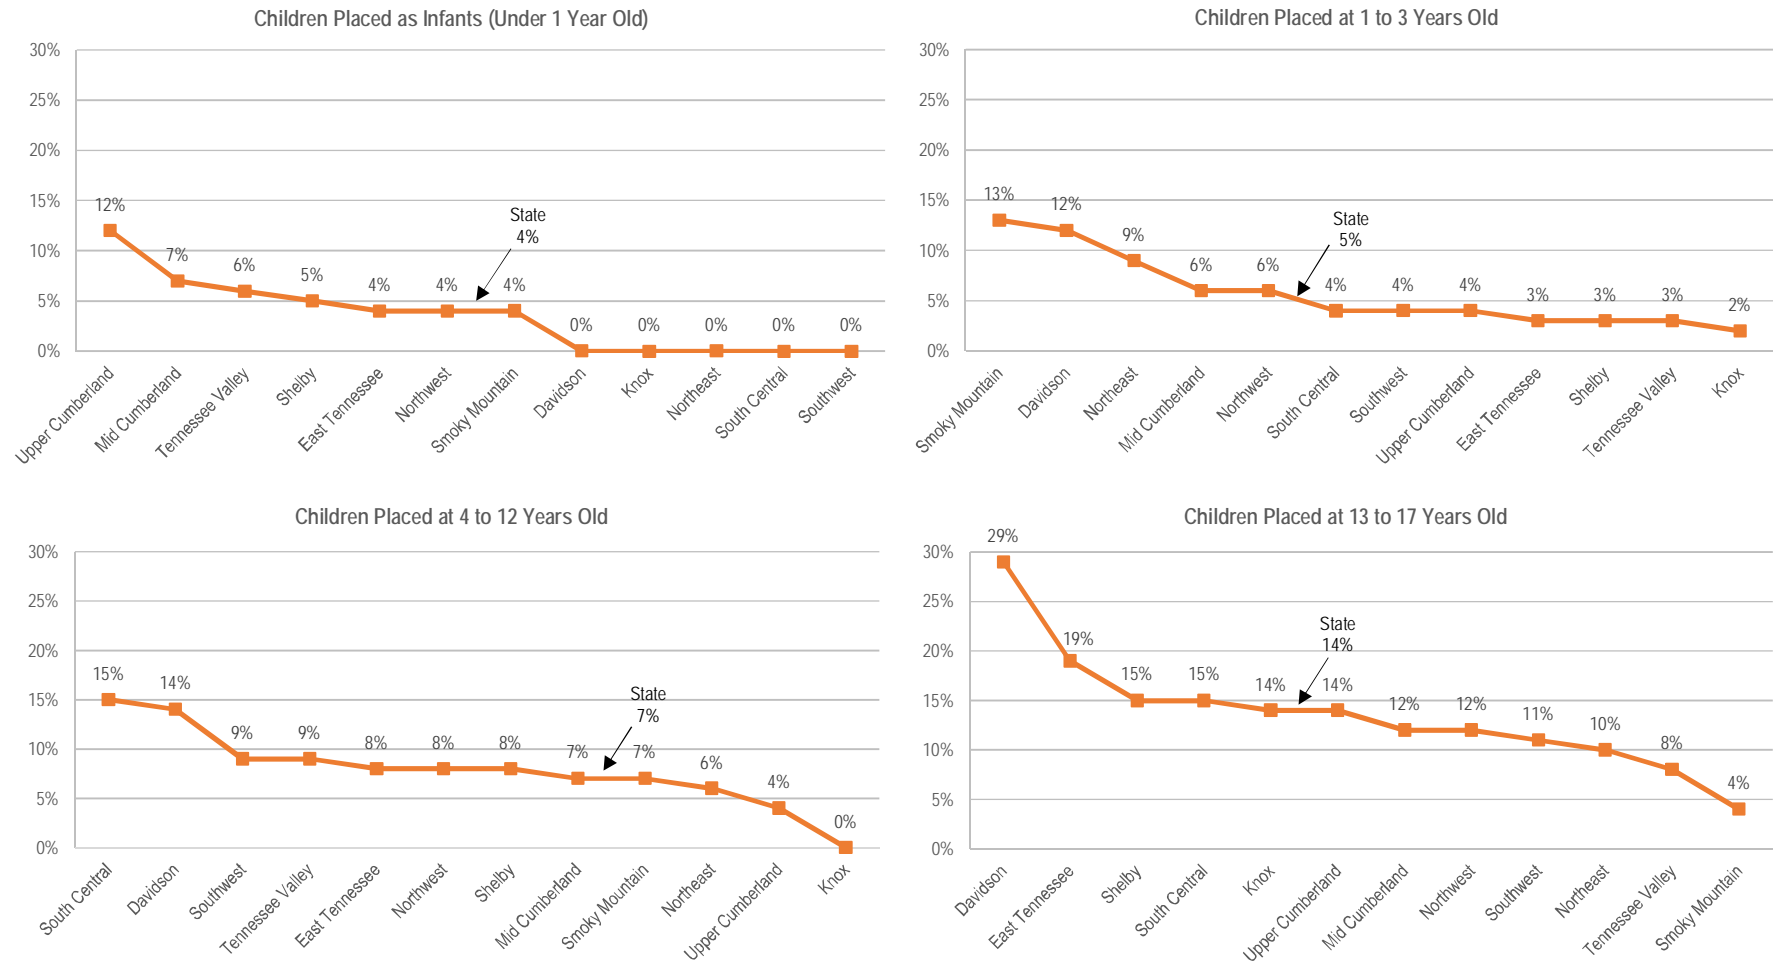 Children Placed as Infants (Under 1 Year Old)
30%
25%
20%
15%
10%
5%
0%
12%
7%
6%
5%
4%
4%
4%
0%
0%
0%
0%
0%
State
4%
Upper Cumberland
Mid Cumberland
Tennessee Valley
Shelby
East Tennessee
Northwest
Smoky Mountain
Davidson
Knox
Northeast
South Central
Southwest
Children Placed at 1 to 3 Years Old
30%
25%
20%
15%
10%
5%
0%
13%
12%
9%
6%
6%
4%
4%
4%
3%
3%
3%
2%
State
5%
Smoky Mountain
Davidson
Northeast
Mid Cumberland
Northwest
South Central
Southwest
Upper Cumberland
East Tennessee
Shelby
Tennessee Valley
Knox
Children Placed at 4 to 12 Years Old
30%
25%
20%
15%
10%
5%
0%
15%
14%
9%
9%
8%
8%
8%
7%
7%
6%
4%
0%
State
7%
South Central
Davidson
Southwest
Tennessee Valley
East Tennessee
Northwest
Shelby
Mid Cumberland
Smoky Mountain
Northeast
Upper Cumberland
Knox
Children Placed at 13 to 17 Years Old
30%
25%
20%
15%
10%
5%
0%
29%
19%
15%
15%
14%
14%
12%
12%
11%
10%
8%
4%
State
14%
Davidson
East Tennessee
Shelby
South Central
Knox
Upper Cumberland
Mid Cumberland
Northwest
Southwest
Northeast
Tennessee Valley
Smoky Mountain